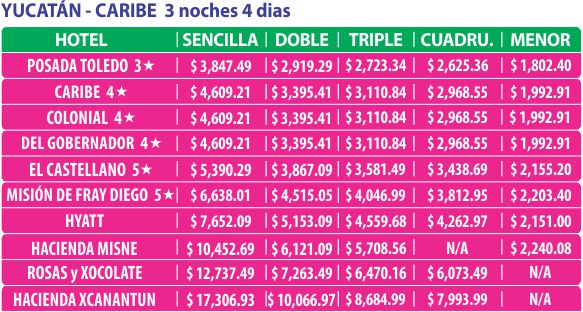 YUCATÁN - CARIBE 3 noches 4 dias
HOTEL | SENCILLA | DOBLE | TRIPLE | CUADRU. | MENOR
POSADA TOLEDO 3★ | $ 3,847.49 | $ 2,919.29 | $ 2,723.34 | $ 2,625.36 | $ 1,802.40
CARIBE 4★ | $ 4,609.21 | $ 3,395.41 | $ 3,110.84 | $ 2,968.55 | $ 1,992.91
COLONIAL 4★ | $ 4,609.21 | $ 3,395.41 | $ 3,110.84 | $ 2,968.55 | $ 1,992.91
DEL GOBERNADOR 4★ | $ 4,609.21 | $ 3,395.41 | $ 3,110.84 | $ 2,968.55 | $ 1,992.91
EL CASTELLANO 5★ | $ 5,390.29 | $ 3,867.09 | $ 3,581.49 | $ 3,438.69 | $ 2,155.20
MISIÓN DE FRAY DIEGO 5★ | $ 6,638.01 | $ 4,515.05 | $ 4,046.99 | $ 3,812.95 | $ 2,203.40
HYATT | $ 7,652.09 | $ 5,153.09 | $ 4,559.68 | $ 4,262.97 | $ 2,151.00
HACIENDA MISNE | $ 10,452.69 | $ 6,121.09 | $ 5,708.56 | N/A | $ 2,240.08
ROSAS y XOCOLATE | $ 12,737.49 | $ 7,263.49 | $ 6,470.16 | $ 6,073.49 | N/A
HACIENDA XCANANTUN | $ 17,306.93 | $ 10,066.97 | $ 8,684.99 | $ 7,993.99 | N/A